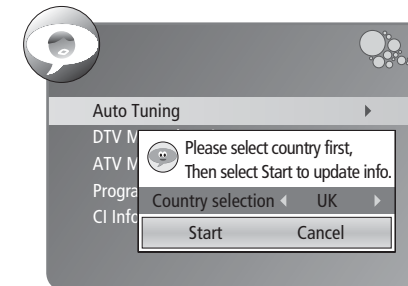 Auto Tuning
DTV M
ATV M
Progra
CI Info
Please select country first,
Then select Start to update info.
Country selection UK
Start Cancel